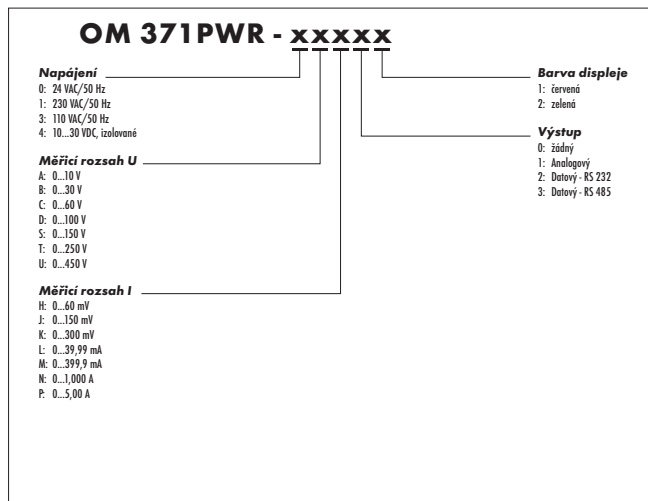 OM 371PWR - xxxxx
Napájení
0: 24 VAC/50 Hz
1: 230 VAC/50 Hz
3: 110 VAC/50 Hz
4: 10...30 VDC, izolované
Měřicí rozsah U
A: 0...10 V
B: 0...30 V
C: 0...60 V
D: 0...100 V
S: 0...150 V
T: 0...250 V
U: 0...450 V
Měřicí rozsah I
H: 0...60 mV
J: 0...150 mV
K: 0...300 mV
L: 0...39,99 mA
M: 0...399,9 mA
N: 0...1,000 A
P: 0...5,00 A
Barva displeje
1: červená
2: zelená
Výstup
0: žádný
1: Analogový
2: Datový - RS 232
3: Datový - RS 485